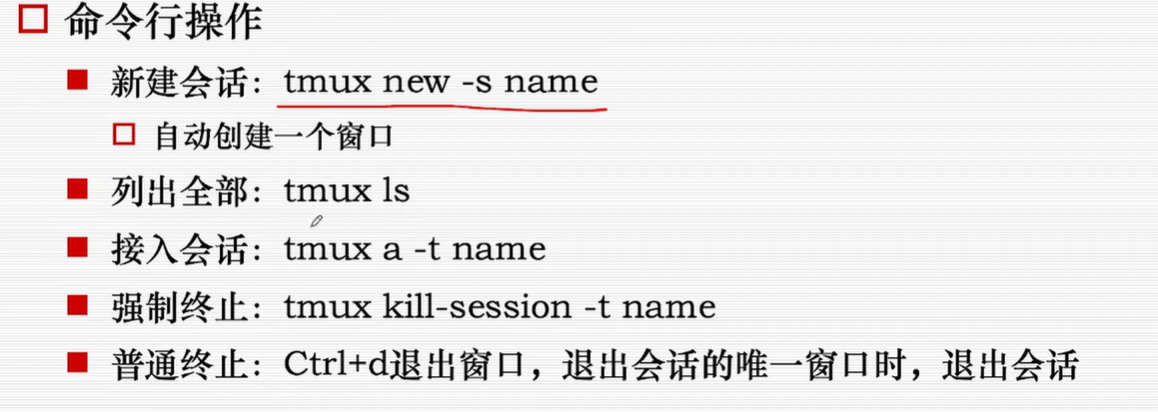 命令行操作
新建会话：tmux new -s name
自动创建一个窗口
列出全部：tmux ls
接入会话：tmux a -t name
强制终止：tmux kill-session -t name
普通终止：Ctrl+d退出窗口，退出会话的唯一窗口时，退出会话